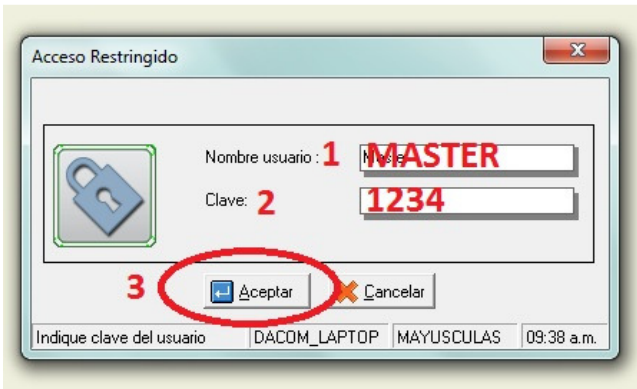 Acceso Restringido
Nombre usuario : 1 MASTER
Clave: 2 1234
3 Aceptar Cancelar
Indique clave del usuario DACOM_LAPTOP MAYUSCULAS 09:38 a.m.